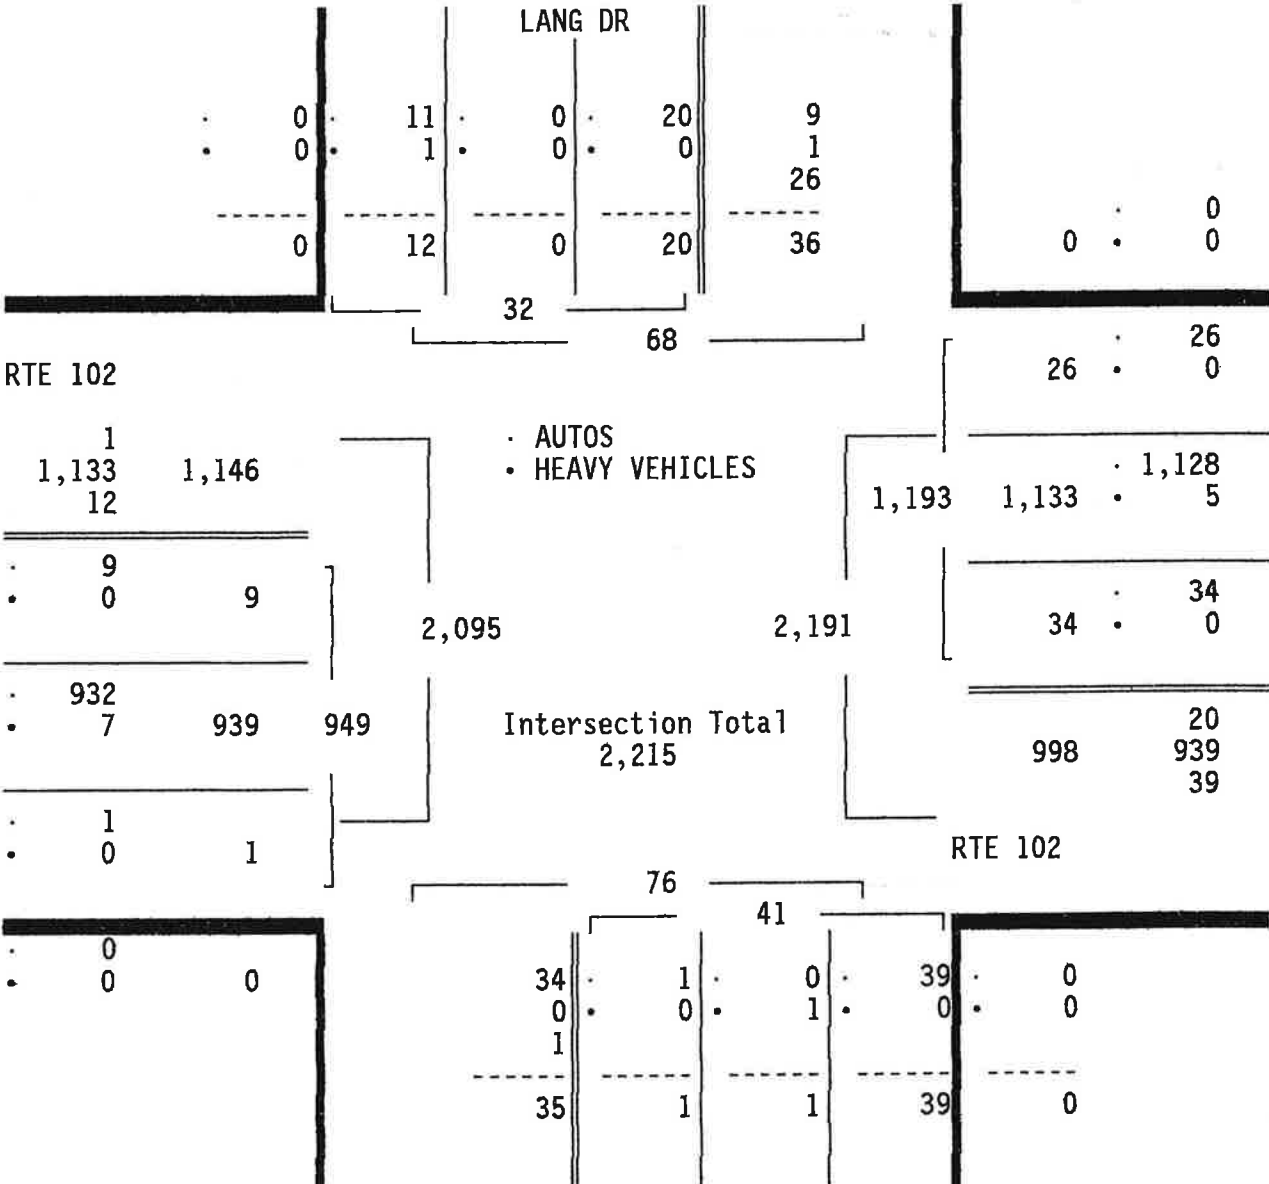 LANG DR
· 0 · 11 · 0 · 20 9
• 0 • 1 • 0 • 0 1
26
------- ------- ------- ------- -------
0 12 0 20 36
· 0
0 • 0
32
68
· 26
26 • 0
RTE 102
1
1,133 1,146
12
· AUTOS
• HEAVY VEHICLES
· 1,128
1,193 1,133 • 5
· 9
• 0 9
· 34
34 • 0
2,095 2,191
· 932
• 7 939 949
Intersection Total
2,215
20
998 939
39
· 1
• 0 1
RTE 102
76
41
· 0
• 0 0
34 · 1 · 0 · 39 · 0
0 • 0 • 1 • 0 • 0
1
------- ------- ------- ------- -------
35 1 1 39 0